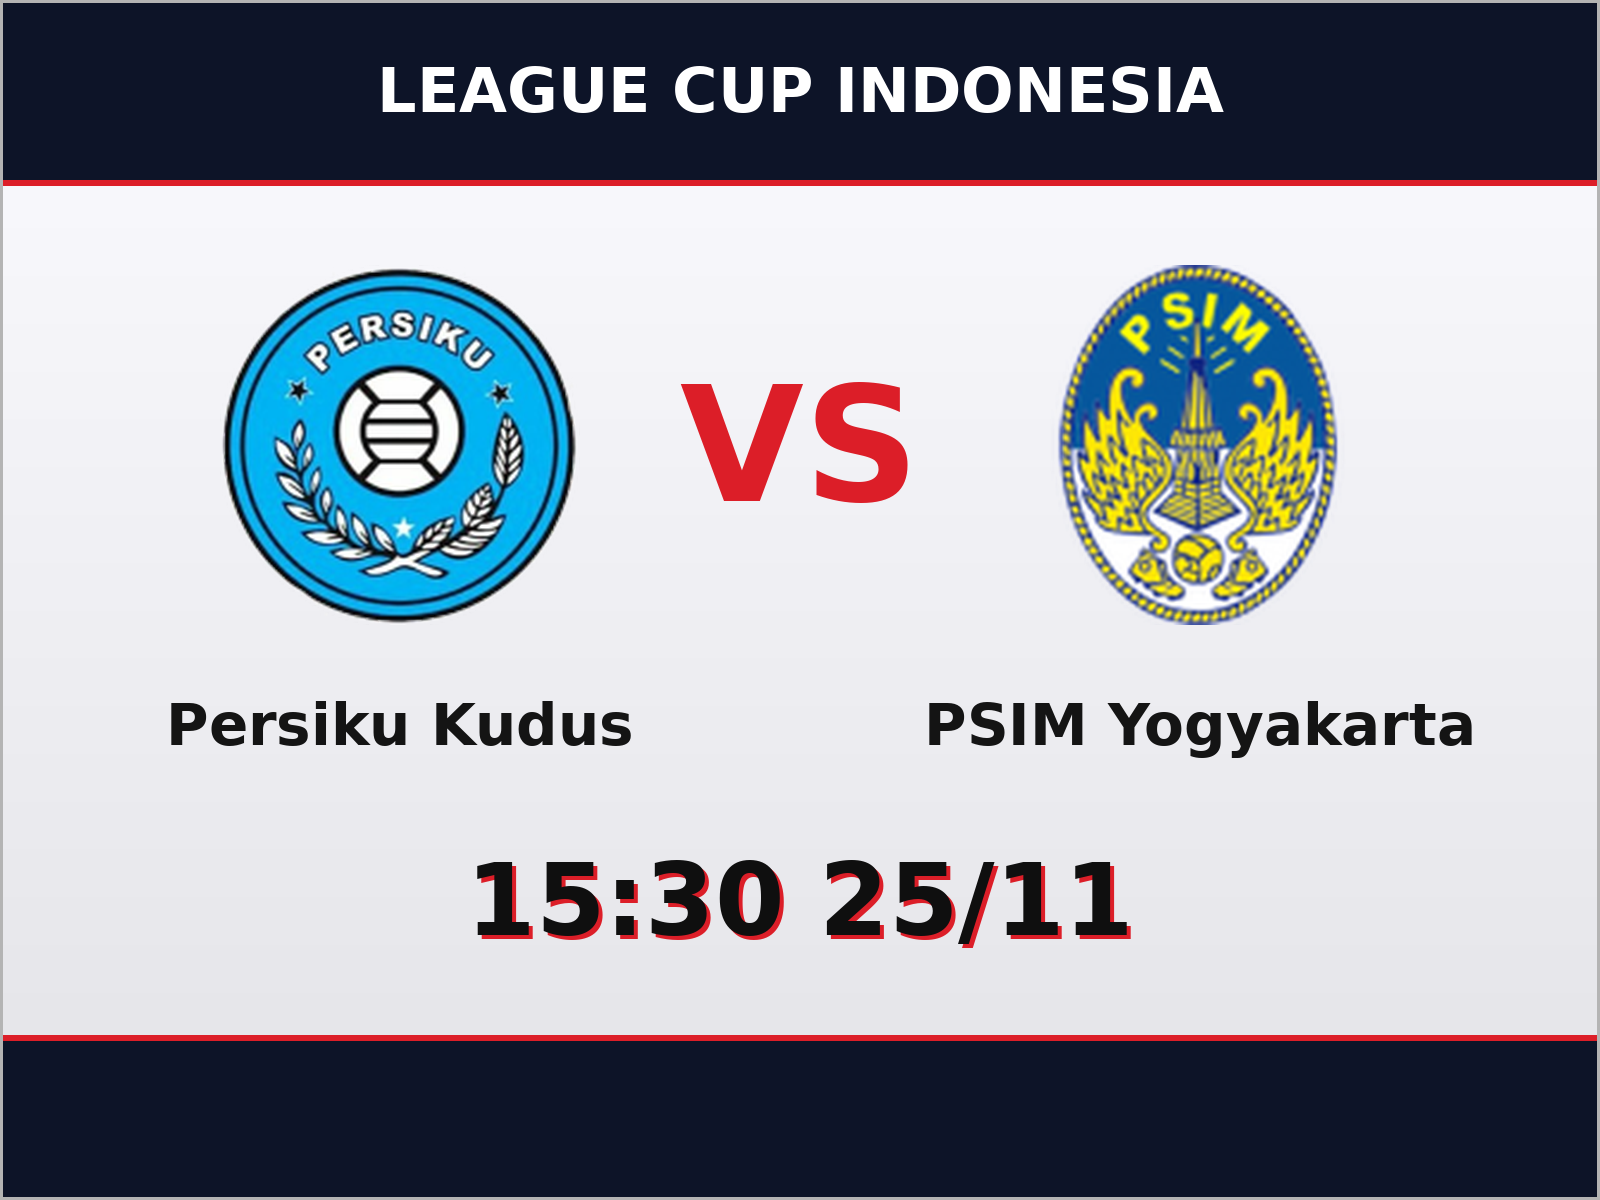 LEAGUE CUP INDONESIA
PERSIKU
PSIM
VS
Persiku Kudus
PSIM Yogyakarta
15:30 25/11